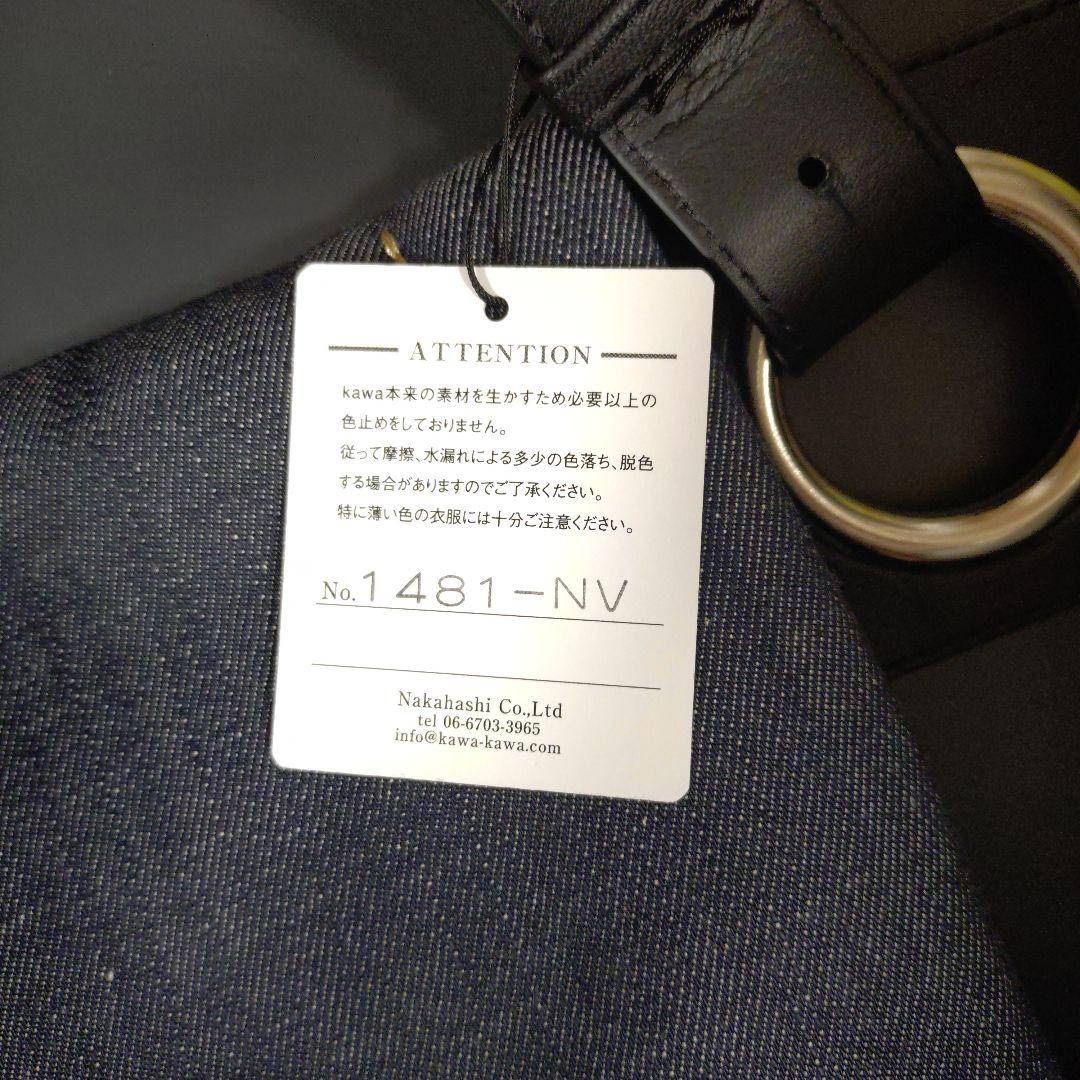 ATTENTION
kawa本来の素材を生かすため必要以上の
色止めをしておりません。
従って摩擦、水漏れによる多少の色落ち、脱色
する場合がありますのでご了承ください。
特に薄い色の衣服には十分ご注意ください。
No.1481-NV
Nakahashi Co.,Ltd
tel 06-6703-3965
info@kawa-kawa.com